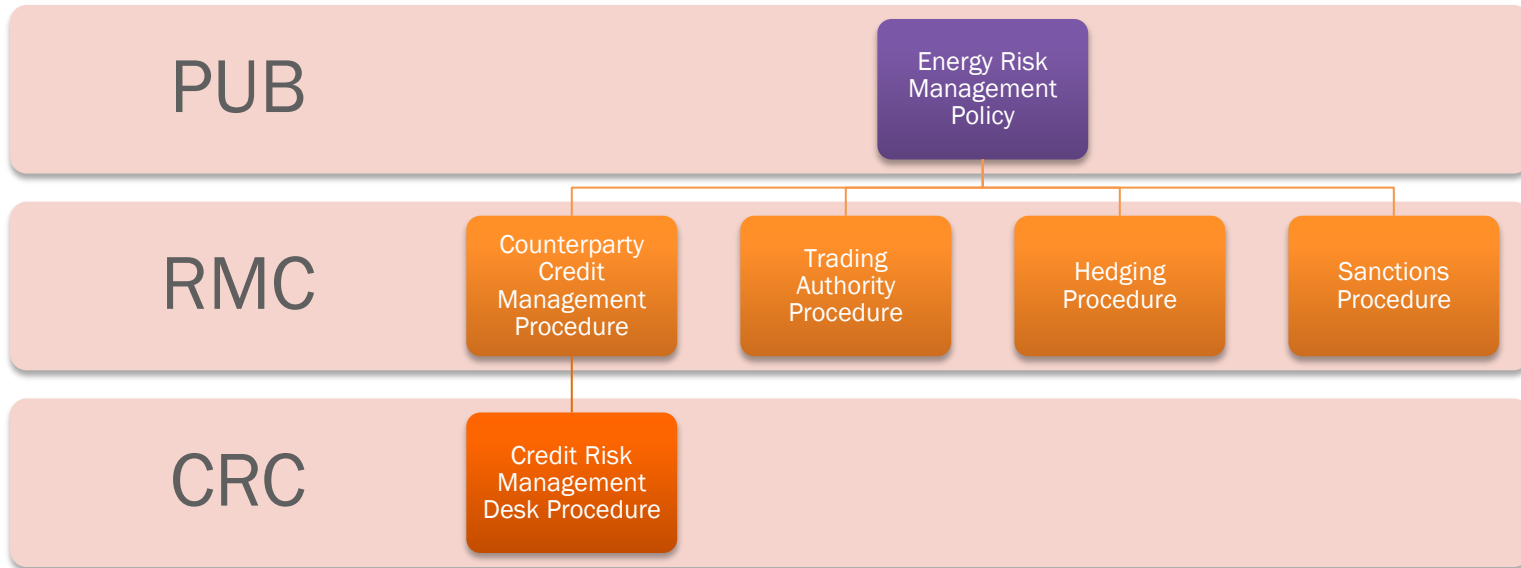 PUB
Energy Risk
Management
Policy
RMC
Counterparty
Credit
Management
Procedure
Trading
Authority
Procedure
Hedging
Procedure
Sanctions
Procedure
CRC
Credit Risk
Management
Desk Procedure